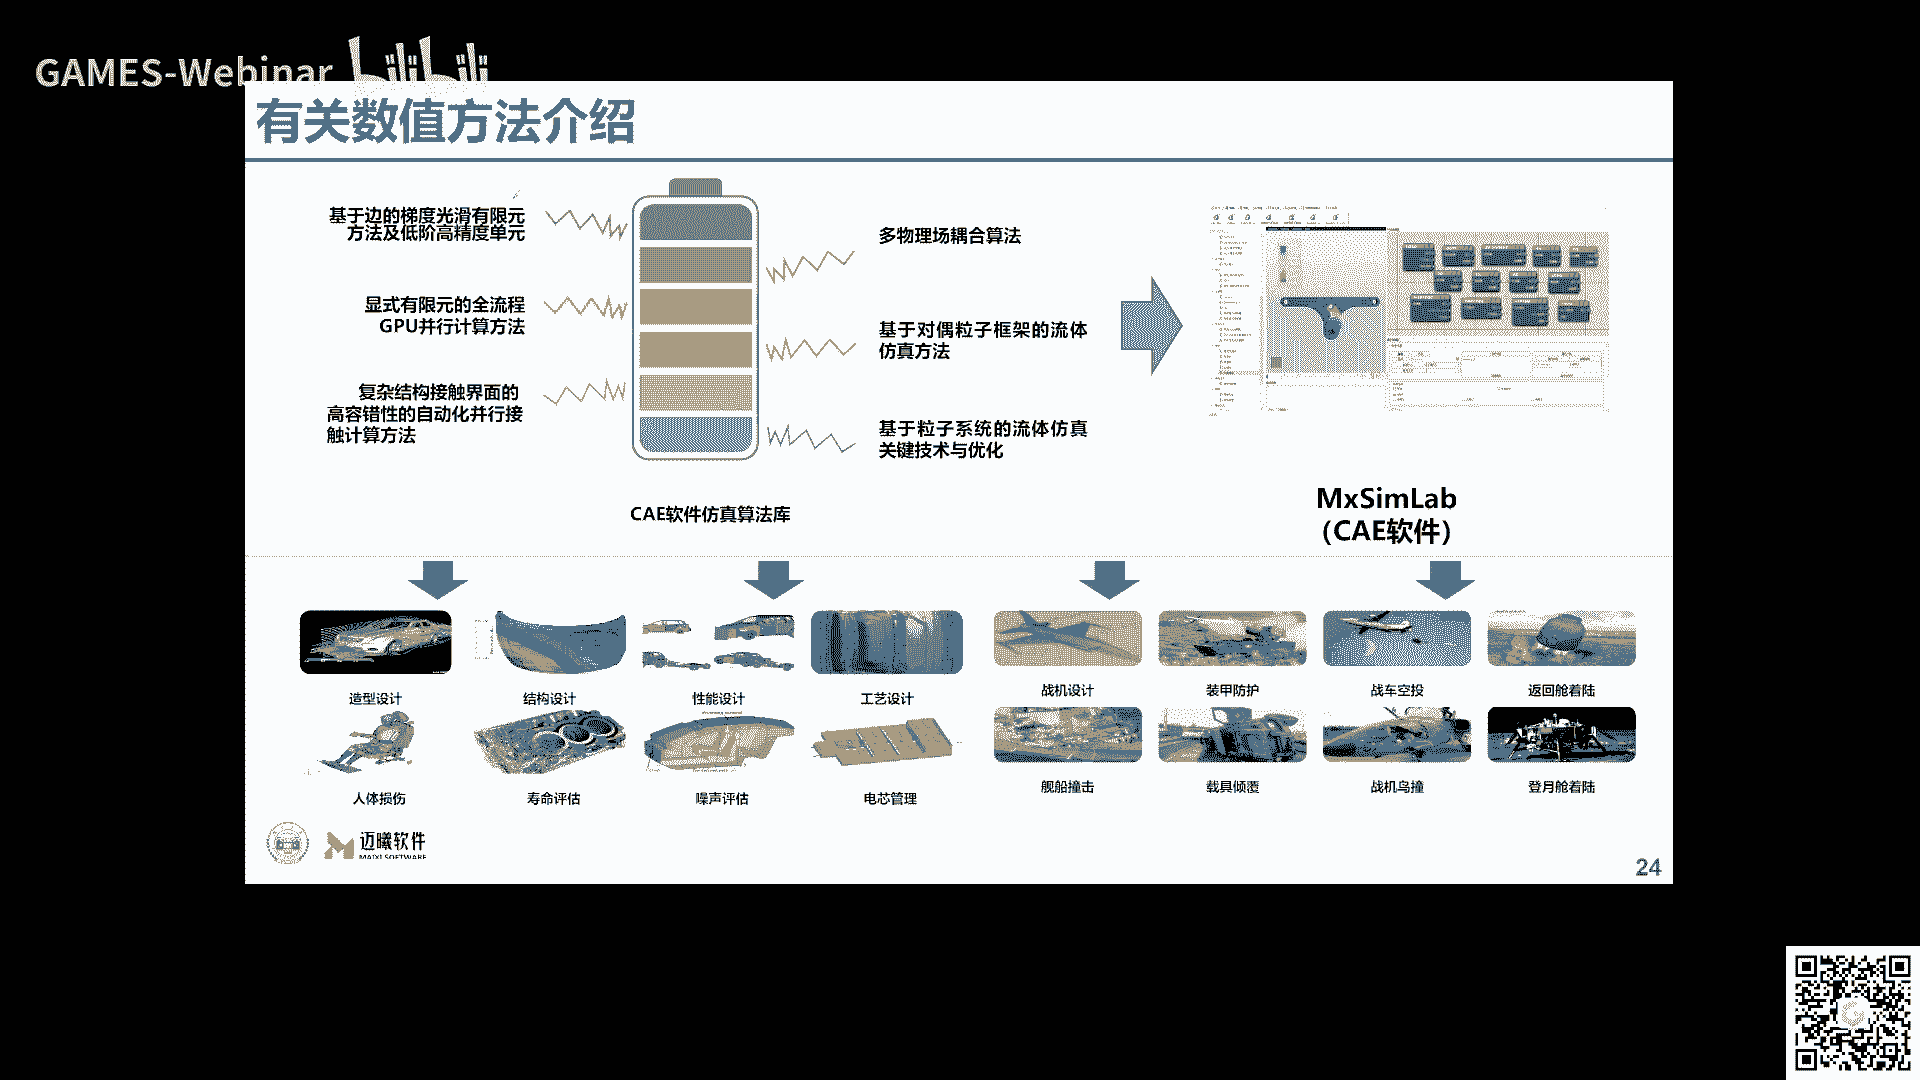 GAMES-Webinar bilibili
有关数值方法介绍
基于边的梯度光滑有限元
方法及低阶高精度单元
显式有限元的全流程
GPU并行计算方法
复杂结构接触界面的
高容错性的自动化并行接
触计算方法
多物理场耦合算法
基于对偶粒子框架的流体
仿真方法
基于粒子系统的流体仿真
关键技术与优化
CAE软件仿真算法库
MxSimLab
（CAE软件）
造型设计
结构设计
性能设计
工艺设计
战机设计
装甲防护
战车空投
返回舱着陆
人体损伤
寿命评估
噪声评估
电芯管理
舰船撞击
载具倾覆
战机鸟撞
登月舱着陆
迈曦软件
MAIXI SOFTWARE
24